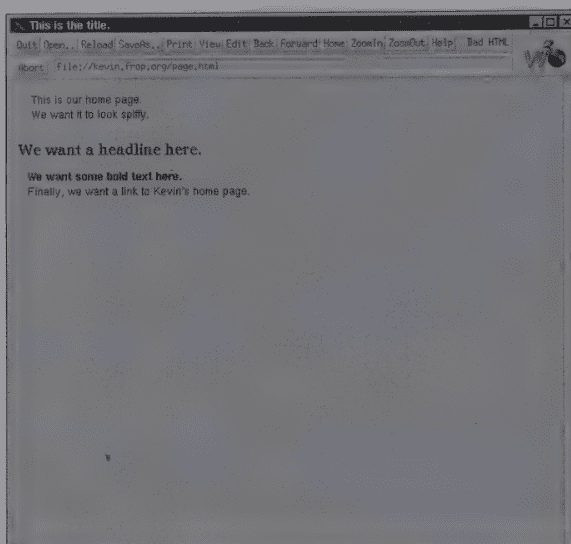 This is the title.
Quit Open.. Reload SaveAs.. Print View Edit Back Forward Home ZoomIn ZoomOut Help Bad HTML
Abort file://kevin.frop.org/page.html
This is our home page.
We want it to look spiffy.
We want a headline here.
We want some bold text here.
Finally, we want a link to Kevin's home page.